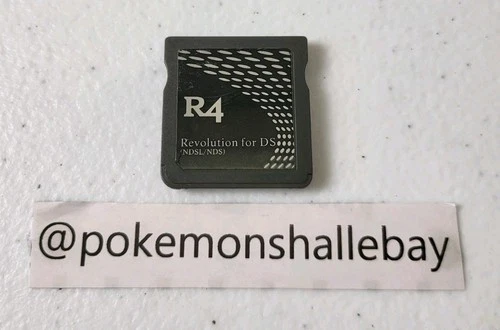 R4
Revolution for DS
(NDSL/NDS)
@pokemonshallebay